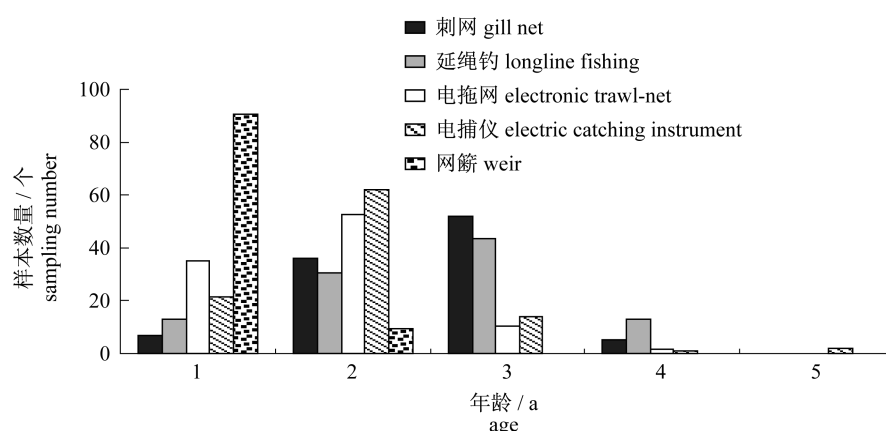 刺网 gill net
延绳钓 longline fishing
电拖网 electronic trawl-net
电捕仪 electric catching instrument
网簖 weir
样本数量 / 个
sampling number
100
80
60
40
20
0
1 2 3 4 5
年龄 / a
age